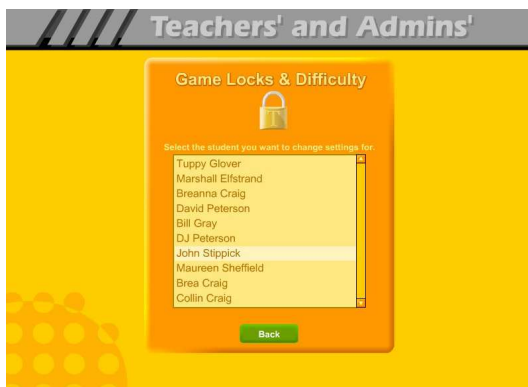 Teachers' and Admins'
Game Locks & Difficulty
T
Select the student you want to change settings for.
Tuppy Glover
Marshall Elfstrand
Breanna Craig
David Peterson
Bill Gray
DJ Peterson
John Stippick
Maureen Sheffield
Brea Craig
Collin Craig
Back